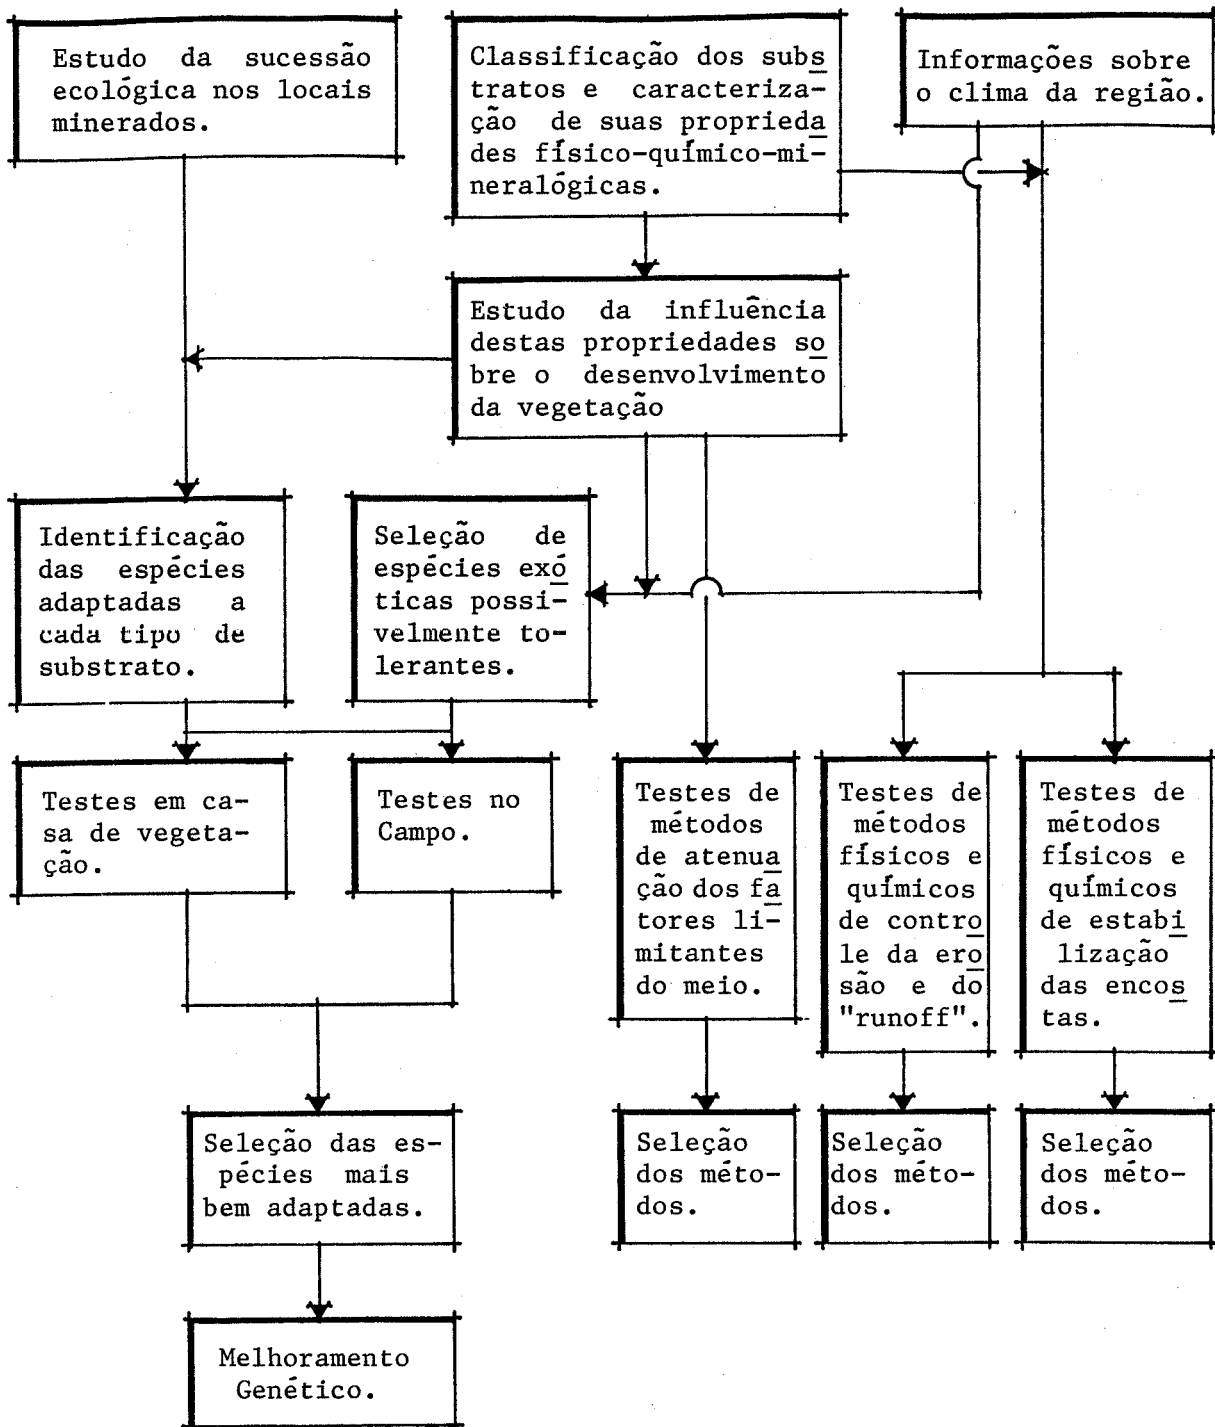 Estudo da sucessão
ecológica nos locais
minerados.
Classificação dos subs
tratos e caracteriza-
ção de suas proprieda
des físico-químico-mi-
neralógicas.
Informações sobre
o clima da região.
Estudo da influência
destas propriedades so
bre o desenvolvimento
da vegetação
Identificação
das espécies
adaptadas a
cada tipo de
substrato.
Seleção de
espécies exó
ticas possi-
velmente to-
lerantes.
Testes em ca-
sa de vegeta-
ção.
Testes no
Campo.
Testes de
métodos
de atenua
ção dos fa
tores li-
mitantes
do meio.
Testes de
métodos
físicos e
químicos
de contro
le da ero
são e do
"runoff".
Testes de
métodos
físicos e
químicos
de estabi
lização
das encos
tas.
Seleção das es-
pécies mais
bem adaptadas.
Seleção
dos méto-
dos.
Seleção
dos méto-
dos.
Seleção
dos méto-
dos.
Melhoramento
Genético.